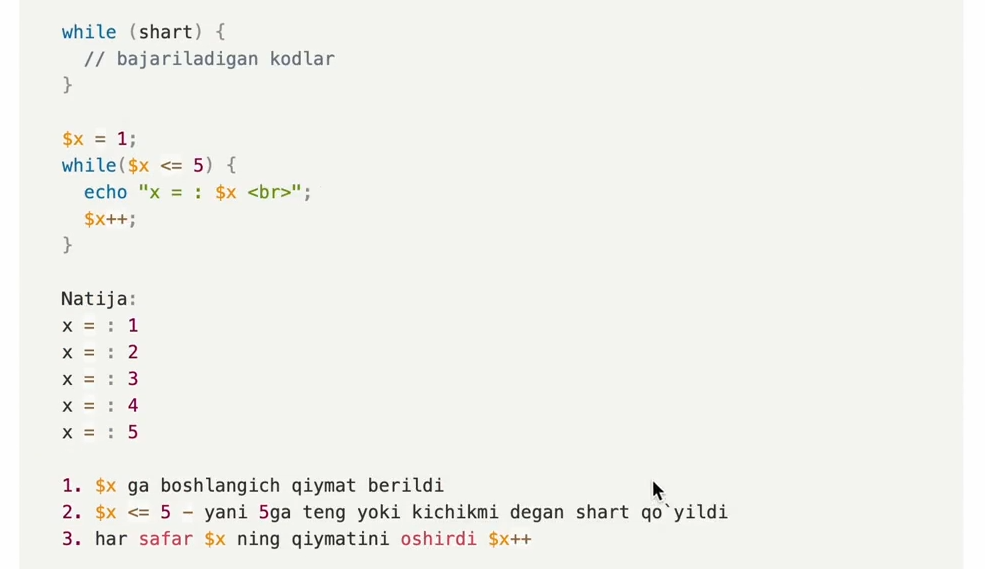 while (shart) {
// bajariladigan kodlar
}
$x = 1;
while($x <= 5) {
echo "x = : $x <br>";
$x++;
}
Natija:
x = : 1
x = : 2
x = : 3
x = : 4
x = : 5
1. $x ga boshlangich qiymat berildi
2. $x <= 5 - yani 5ga teng yoki kichikmi degan shart qo`yildi
3. har safar $x ning qiymatini oshirdi $x++